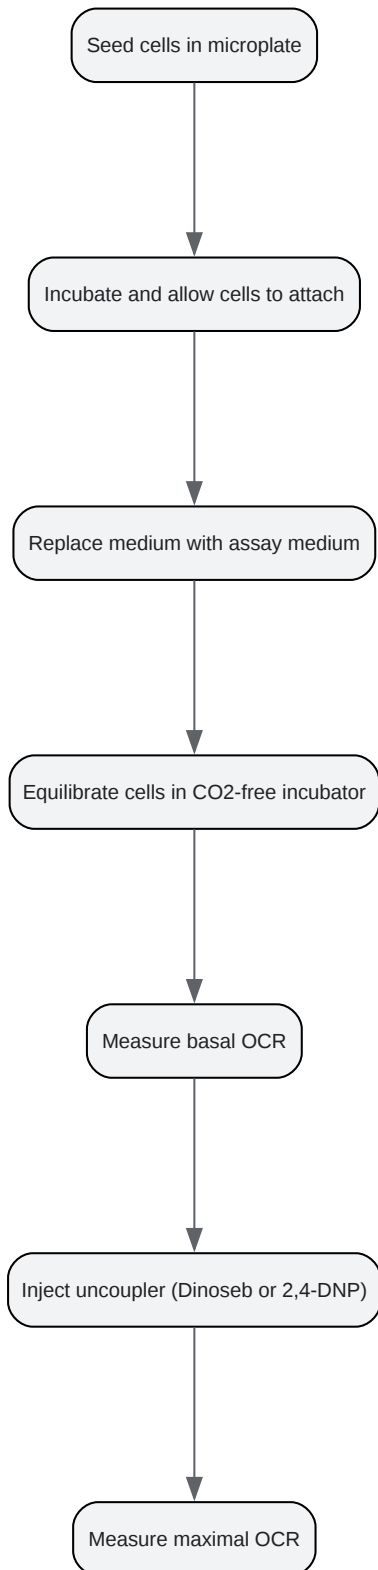 Seed cells in microplate
Incubate and allow cells to attach
Replace medium with assay medium
Equilibrate cells in CO2-free incubator
Measure basal OCR
Inject uncoupler (Dinoseb or 2,4-DNP)
Measure maximal OCR